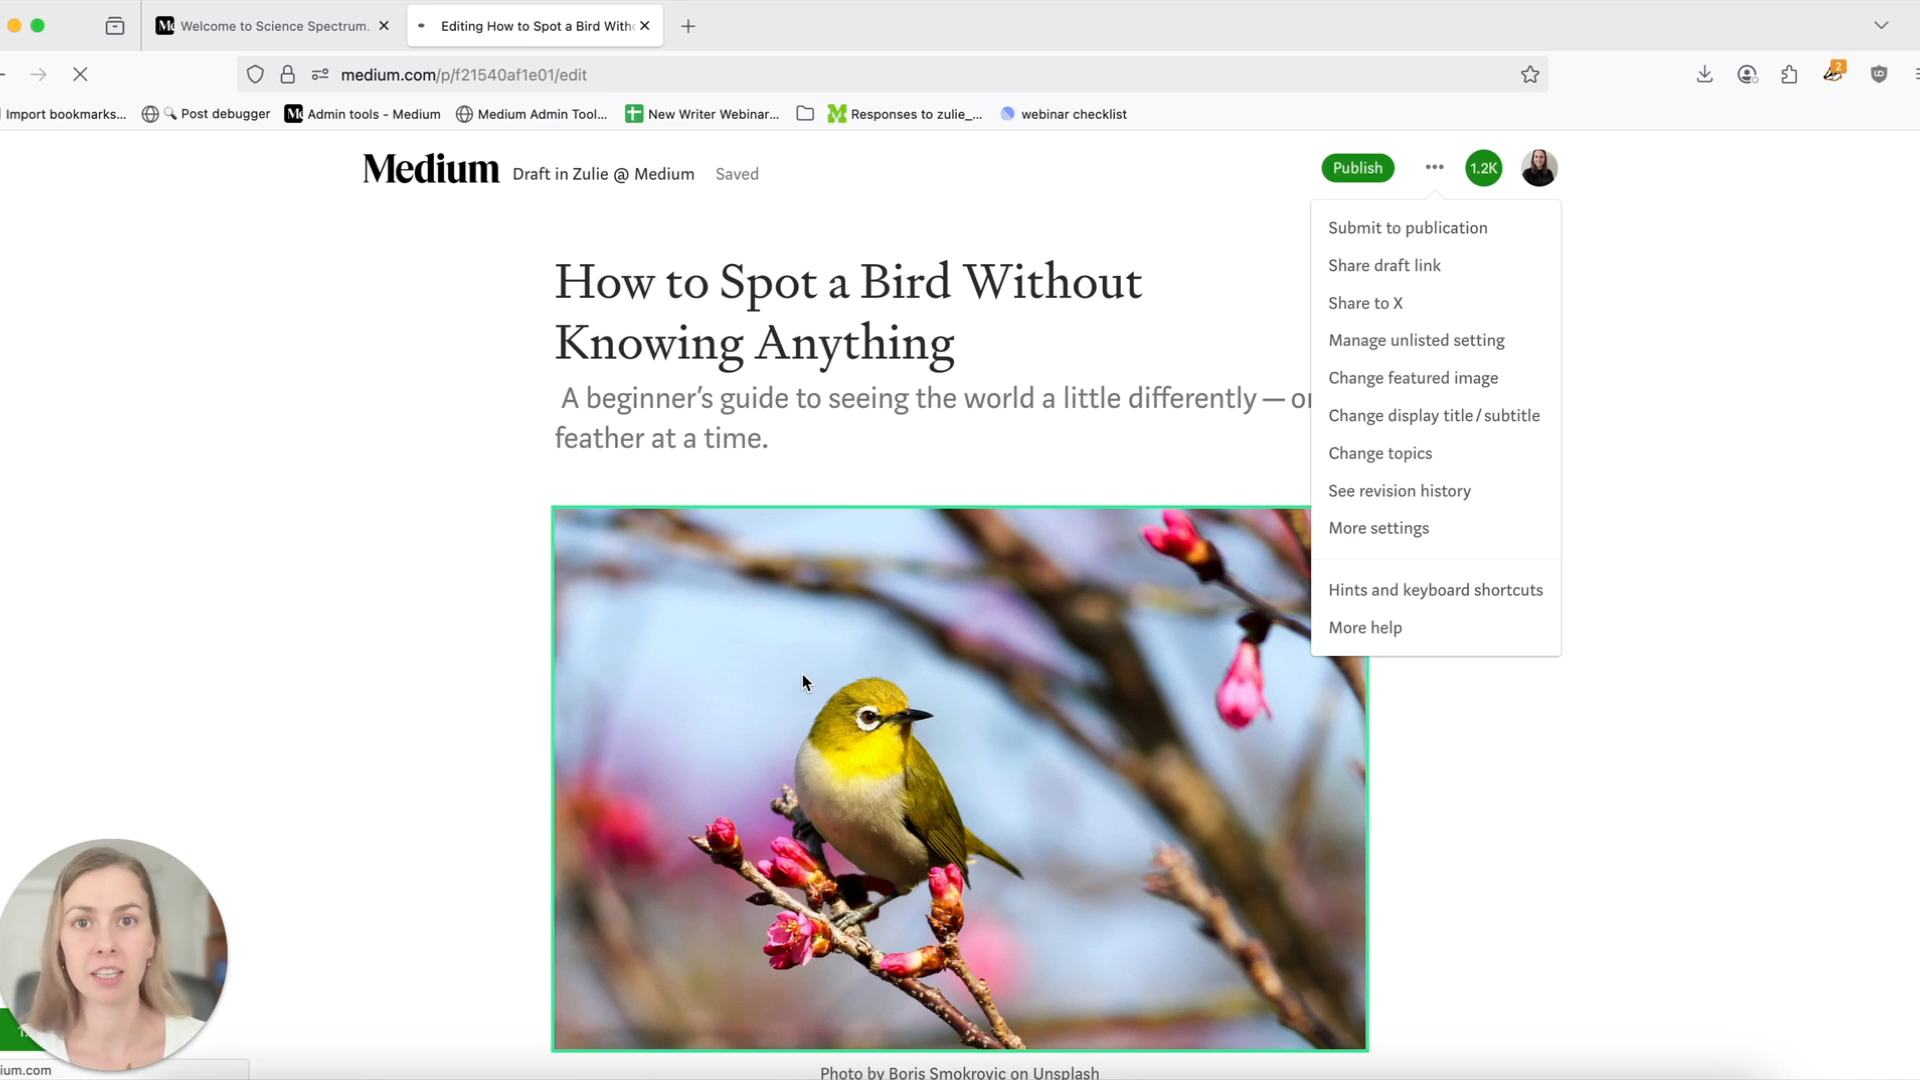 Welcome to Science Spectrum.
Editing How to Spot a Bird With
medium.com/p/f21540af1e01/edit
2
Import bookmarks...
Post debugger
Admin tools - Medium
Medium Admin Tool...
New Writer Webinar...
Responses to zulie_...
webinar checklist
Medium
Draft in Zulie @ Medium
Saved
Publish
1.2K
Submit to publication
Share draft link
Share to X
Manage unlisted setting
Change featured image
Change display title / subtitle
Change topics
See revision history
More settings
Hints and keyboard shortcuts
More help
How to Spot a Bird Without
Knowing Anything
A beginner’s guide to seeing the world a little differently — or
feather at a time.
Photo by Boris Smokrovic on Unsplash
ium.com